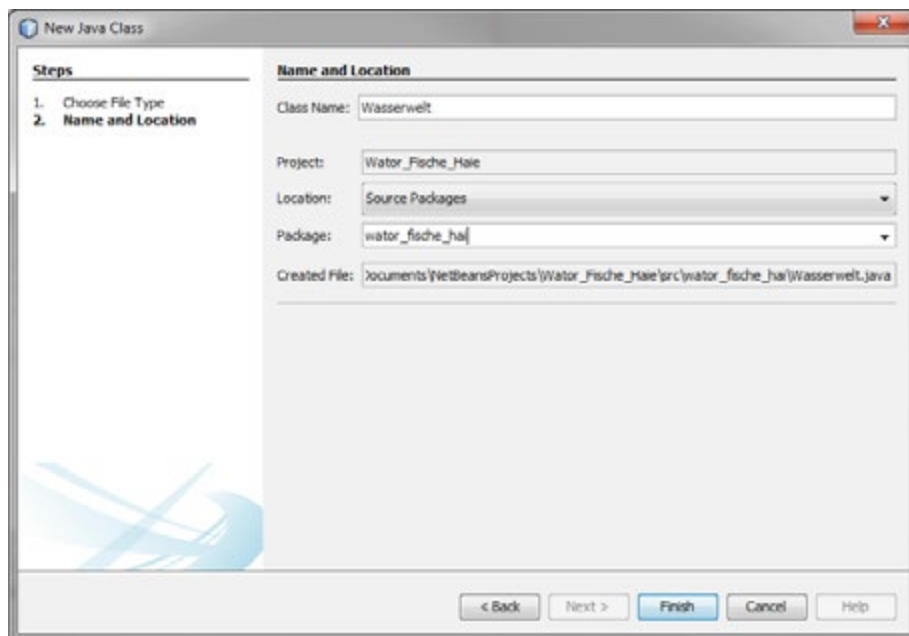 New Java Class
Steps
1. Choose File Type
2. Name and Location
Name and Location
Class Name: Wasserwelt
Project: Wator_Fische_Haie
Location: Source Packages
Package: wator_fische_hai
Created File: Documents\NetBeansProjects\Wator_Fische_Haie\src\wator_fische_hai\Wasserwelt.java
< Back
Next >
Finish
Cancel
Help